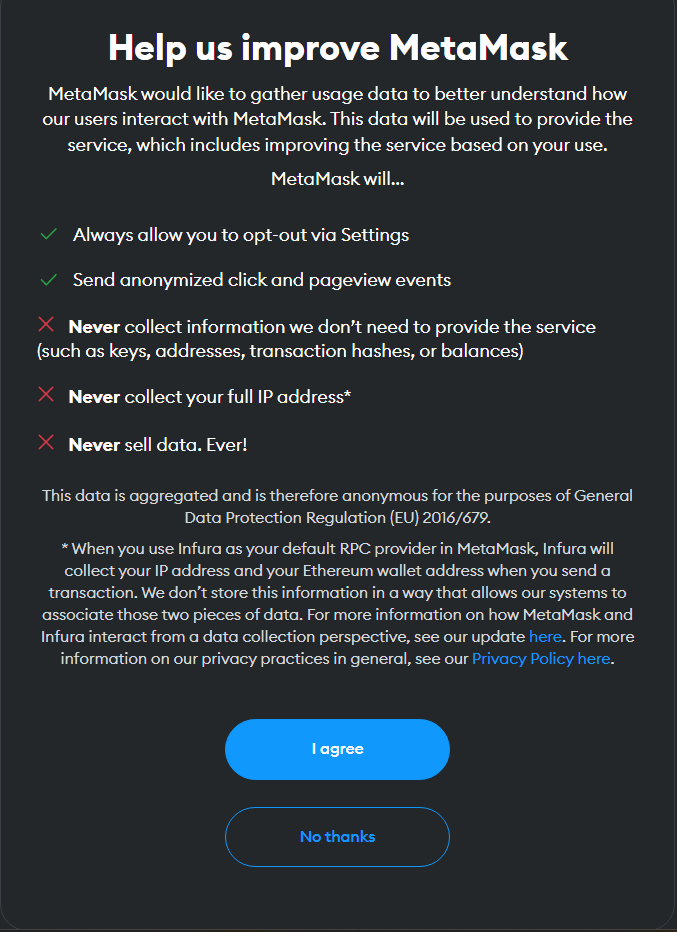 Help us improve MetaMask
MetaMask would like to gather usage data to better understand how
our users interact with MetaMask. This data will be used to provide the
service, which includes improving the service based on your use.
MetaMask will...
Always allow you to opt-out via Settings
Send anonymized click and pageview events
Never collect information we don’t need to provide the service
(such as keys, addresses, transaction hashes, or balances)
Never collect your full IP address*
Never sell data. Ever!
This data is aggregated and is therefore anonymous for the purposes of General
Data Protection Regulation (EU) 2016/679.
* When you use Infura as your default RPC provider in MetaMask, Infura will
collect your IP address and your Ethereum wallet address when you send a
transaction. We don’t store this information in a way that allows our systems to
associate those two pieces of data. For more information on how MetaMask and
Infura interact from a data collection perspective, see our update here. For more
information on our privacy practices in general, see our Privacy Policy here.
I agree
No thanks